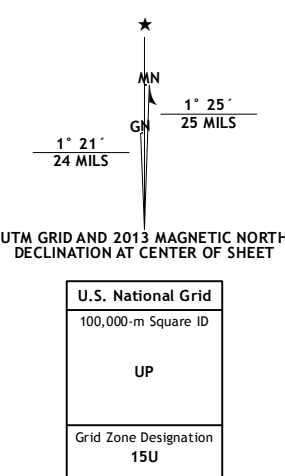 MN
1° 25´
25 MILS
GN
1° 21´
24 MILS
UTM GRID AND 2013 MAGNETIC NORTH
DECLINATION AT CENTER OF SHEET
U.S. National Grid
100,000-m Square ID
UP
Grid Zone Designation
15U